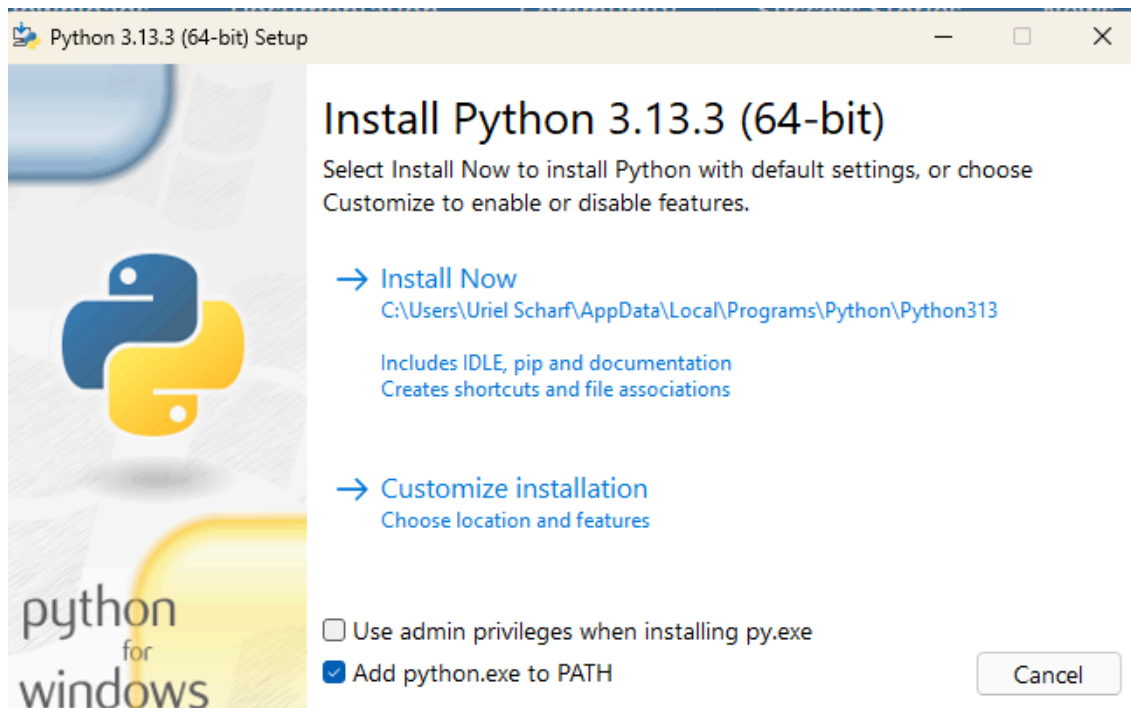 Python 3.13.3 (64-bit) Setup
Install Python 3.13.3 (64-bit)
Select Install Now to install Python with default settings, or choose
Customize to enable or disable features.
Install Now
C:\Users\Uriel Scharf\AppData\Local\Programs\Python\Python313
Includes IDLE, pip and documentation
Creates shortcuts and file associations
Customize installation
Choose location and features
python
for
windows
Use admin privileges when installing py.exe
Add python.exe to PATH
Cancel